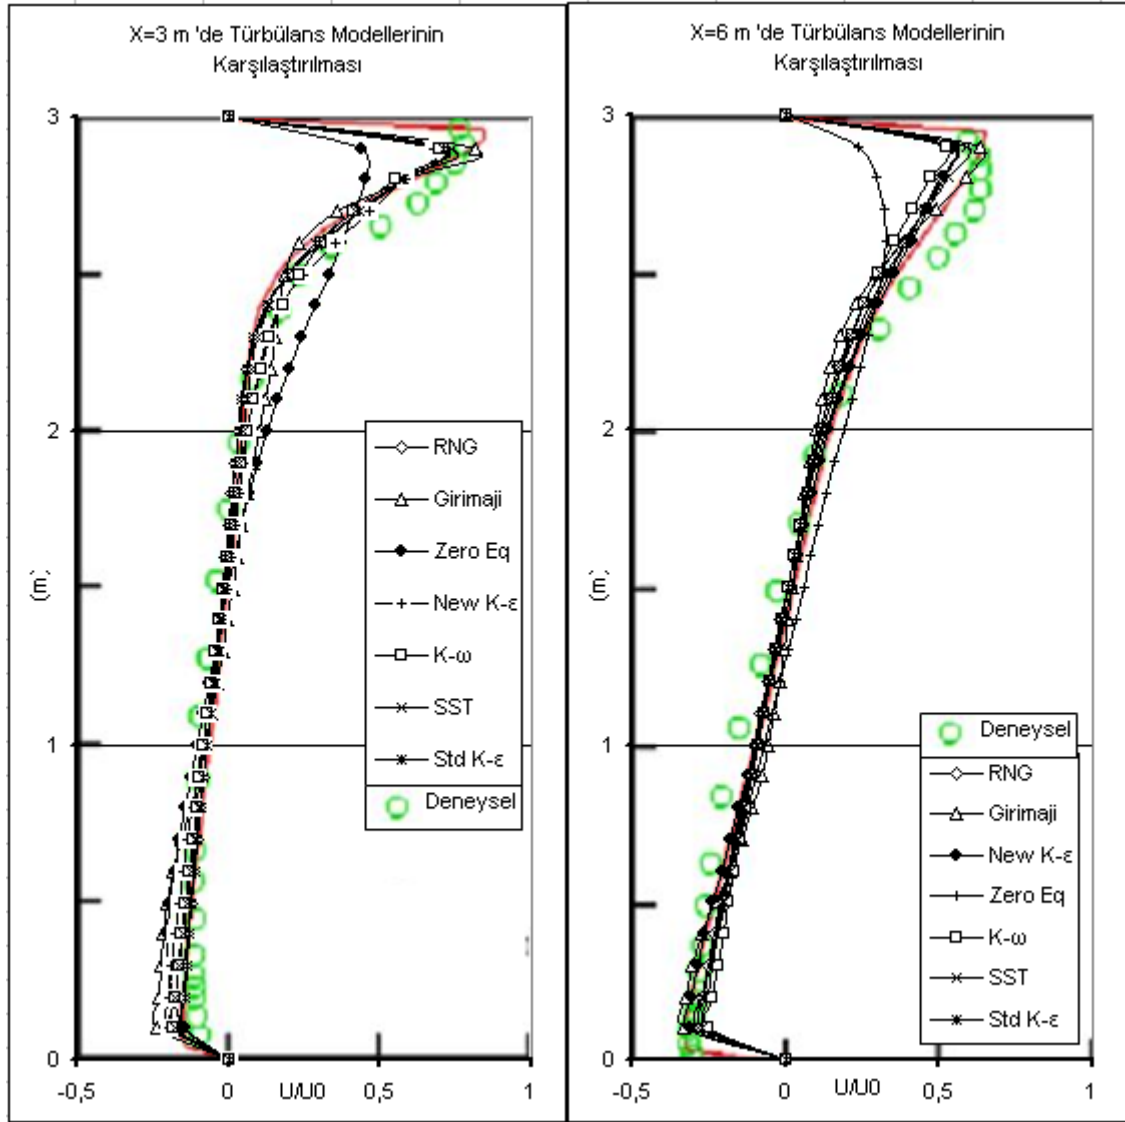 X=3 m 'de Türbülans Modellerinin
Karşılaştırılması
3
2
1
0
(m)
-0,5
0
U/U0
0,5
1
RNG
Girimaji
Zero Eq
New K-ε
K-ω
SST
Std K-ε
Deneysel
X=6 m 'de Türbülans Modellerinin
Karşılaştırılması
3
2
1
0
(m)
-0,5
0
U/U0
0,5
1
Deneysel
RNG
Girimaji
New K-ε
Zero Eq
K-ω
SST
Std K-ε